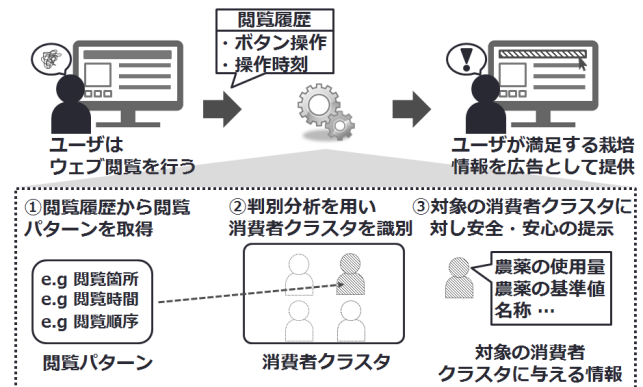 閲覧履歴
・ボタン操作
・操作時刻
!
ユーザは
ウェブ閲覧を行う
ユーザが満足する栽培
情報を広告として提供
①閲覧履歴から閲覧
パターンを取得
e.g 閲覧箇所
e.g 閲覧時間
e.g 閲覧順序
閲覧パターン
②判別分析を用い
消費者クラスタを識別
消費者クラスタ
③対象の消費者クラスタに
対し安全・安心の提示
農薬の使用量
農薬の基準値
名称 …
対象の消費者
クラスタに与える情報